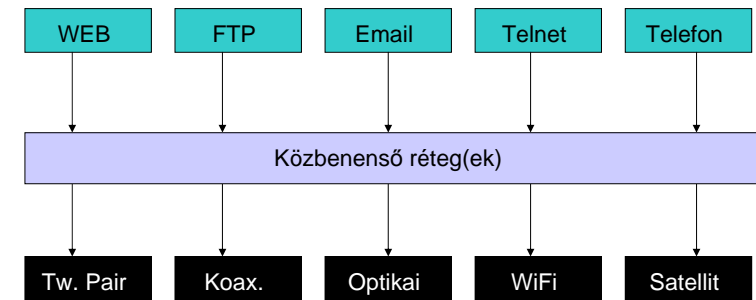 WEB FTP Email Telnet Telefon
Közbenenső réteg(ek)
Tw. Pair Koax. Optikai WiFi Satellit